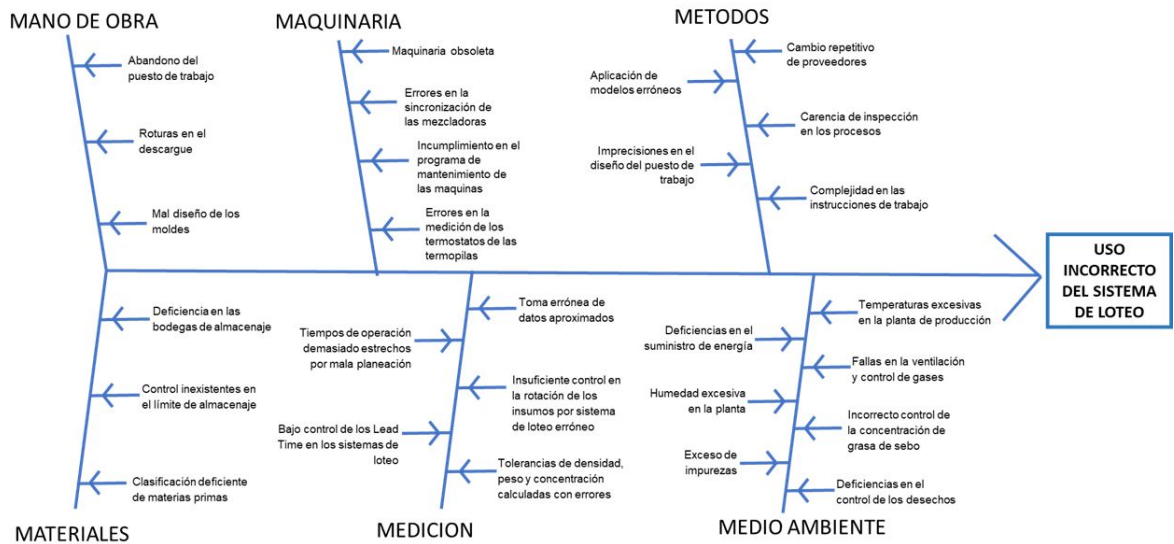 MANO DE OBRA
Abandono del
puesto de trabajo
Roturas en el
descargue
Mal diseño de los
moldes
MAQUINARIA
Maquinaria obsoleta
Errores en la
sincronización de
las mezcladoras
Incumplimiento en el
programa de
mantenimiento de
las maquinas
Errores en la
medición de los
termostatos de las
termopilas
METODOS
Cambio repetitivo
de proveedores
Aplicación de
modelos erróneos
Carencia de inspección
en los procesos
Imprecisiones en el
diseño del puesto de
trabajo
Complejidad en las
instrucciones de trabajo
USO
INCORRECTO
DEL SISTEMA
DE LOTEO
Deficiencia en las
bodegas de almacenaje
Control inexistentes en
el límite de almacenaje
Clasificación deficiente
de materias primas
MATERIALES
Toma errónea de
datos aproximados
Tiempos de operación
demasiado estrechos
por mala planeación
Insuficiente control en
la rotación de los
insumos por sistema
de loteo erróneo
Bajo control de los Lead
Time en los sistemas de
loteo
Tolerancias de densidad,
peso y concentración
calculadas con errores
MEDICION
Temperaturas excesivas
en la planta de producción
Deficiencias en el
suministro de energía
Fallas en la ventilación
y control de gases
Humedad excesiva
en la planta
Incorrecto control de
la concentración de
grasa de sebo
Exceso de
impurezas
Deficiencias en el
control de los desechos
MEDIO AMBIENTE